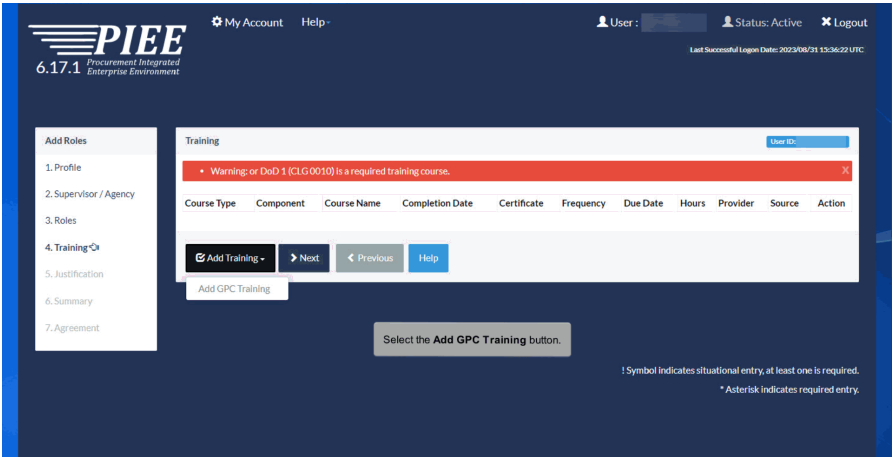 My Account Help User : Status: Active Logout
PIEE
6.17.1 Procurement Integrated
Enterprise Environment
Last Successful Logon Date: 2023/08/31 15:36:22 UTC
Add Roles
1. Profile
2. Supervisor / Agency
3. Roles
4. Training
5. Justification
6. Summary
7. Agreement
Training User ID:
• Warning: or DoD 1 (CLG 0010) is a required training course. X
Course Type Component Course Name Completion Date Certificate Frequency Due Date Hours Provider Source Action
Add Training Next Previous Help
Add GPC Training
Select the Add GPC Training button.
! Symbol indicates situational entry, at least one is required.
* Asterisk indicates required entry.